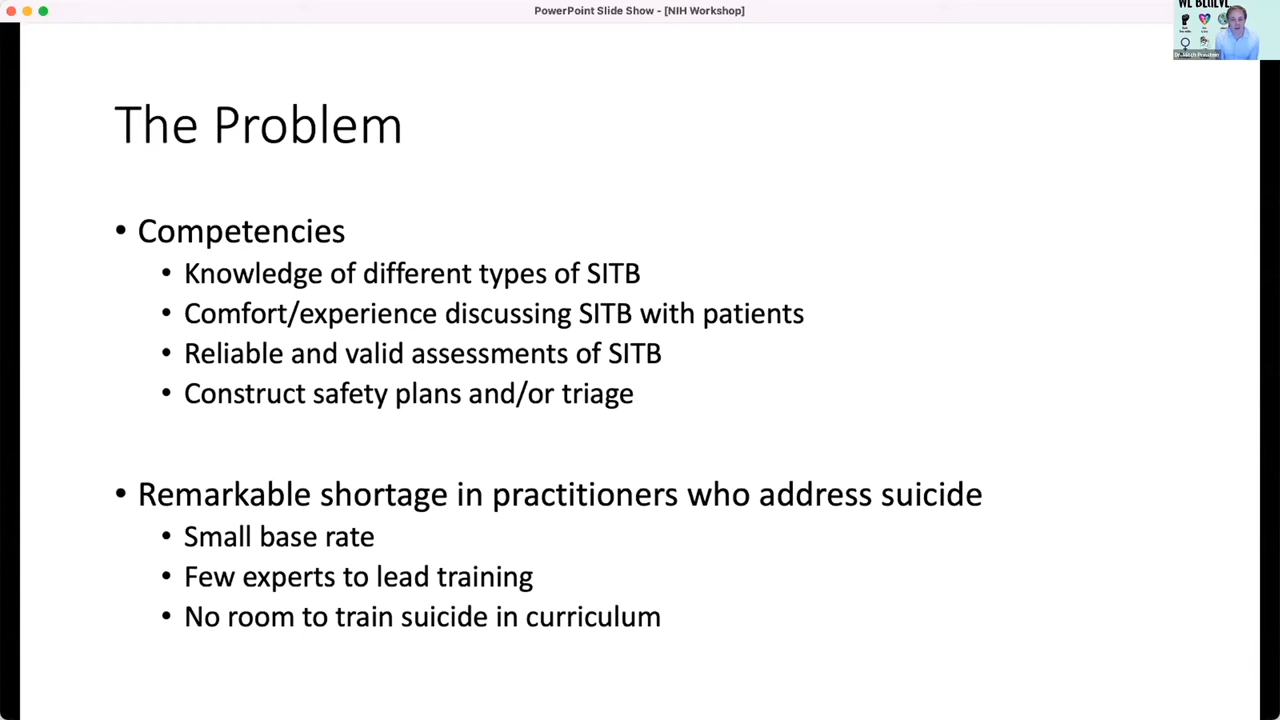 PowerPoint Slide Show - [NIH Workshop]
WE BELIEVE
The Problem
• Competencies
• Knowledge of different types of SITB
• Comfort/experience discussing SITB with patients
• Reliable and valid assessments of SITB
• Construct safety plans and/or triage
• Remarkable shortage in practitioners who address suicide
• Small base rate
• Few experts to lead training
• No room to train suicide in curriculum